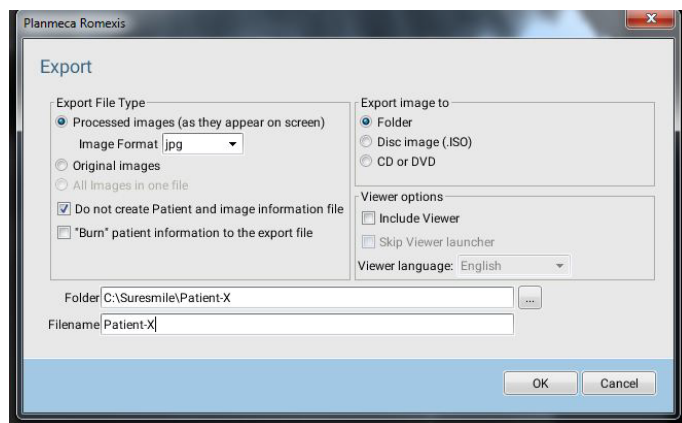 Planmeca Romexis
Export
Export File Type
Processed images (as they appear on screen)
Image Format jpg
Original images
All Images in one file
Do not create Patient and image information file
"Burn" patient information to the export file
Export image to
Folder
Disc image (.ISO)
CD or DVD
Viewer options
Include Viewer
Skip Viewer launcher
Viewer language: English
Folder C:\Suresmile\Patient-X ...
Filename Patient-X
OK Cancel